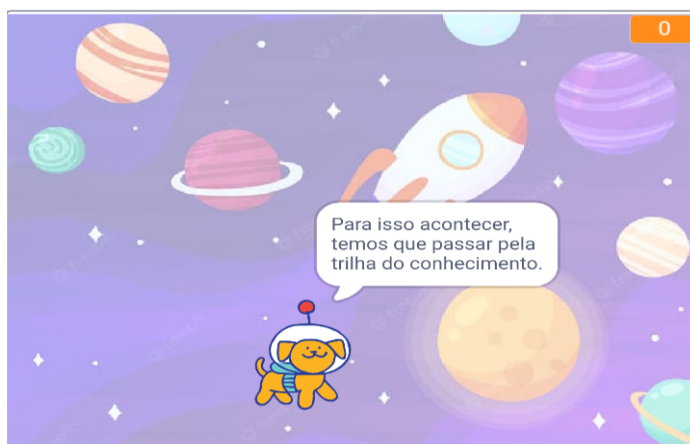 0
Para isso acontecer,
temos que passar pela
trilha do conhecimento.